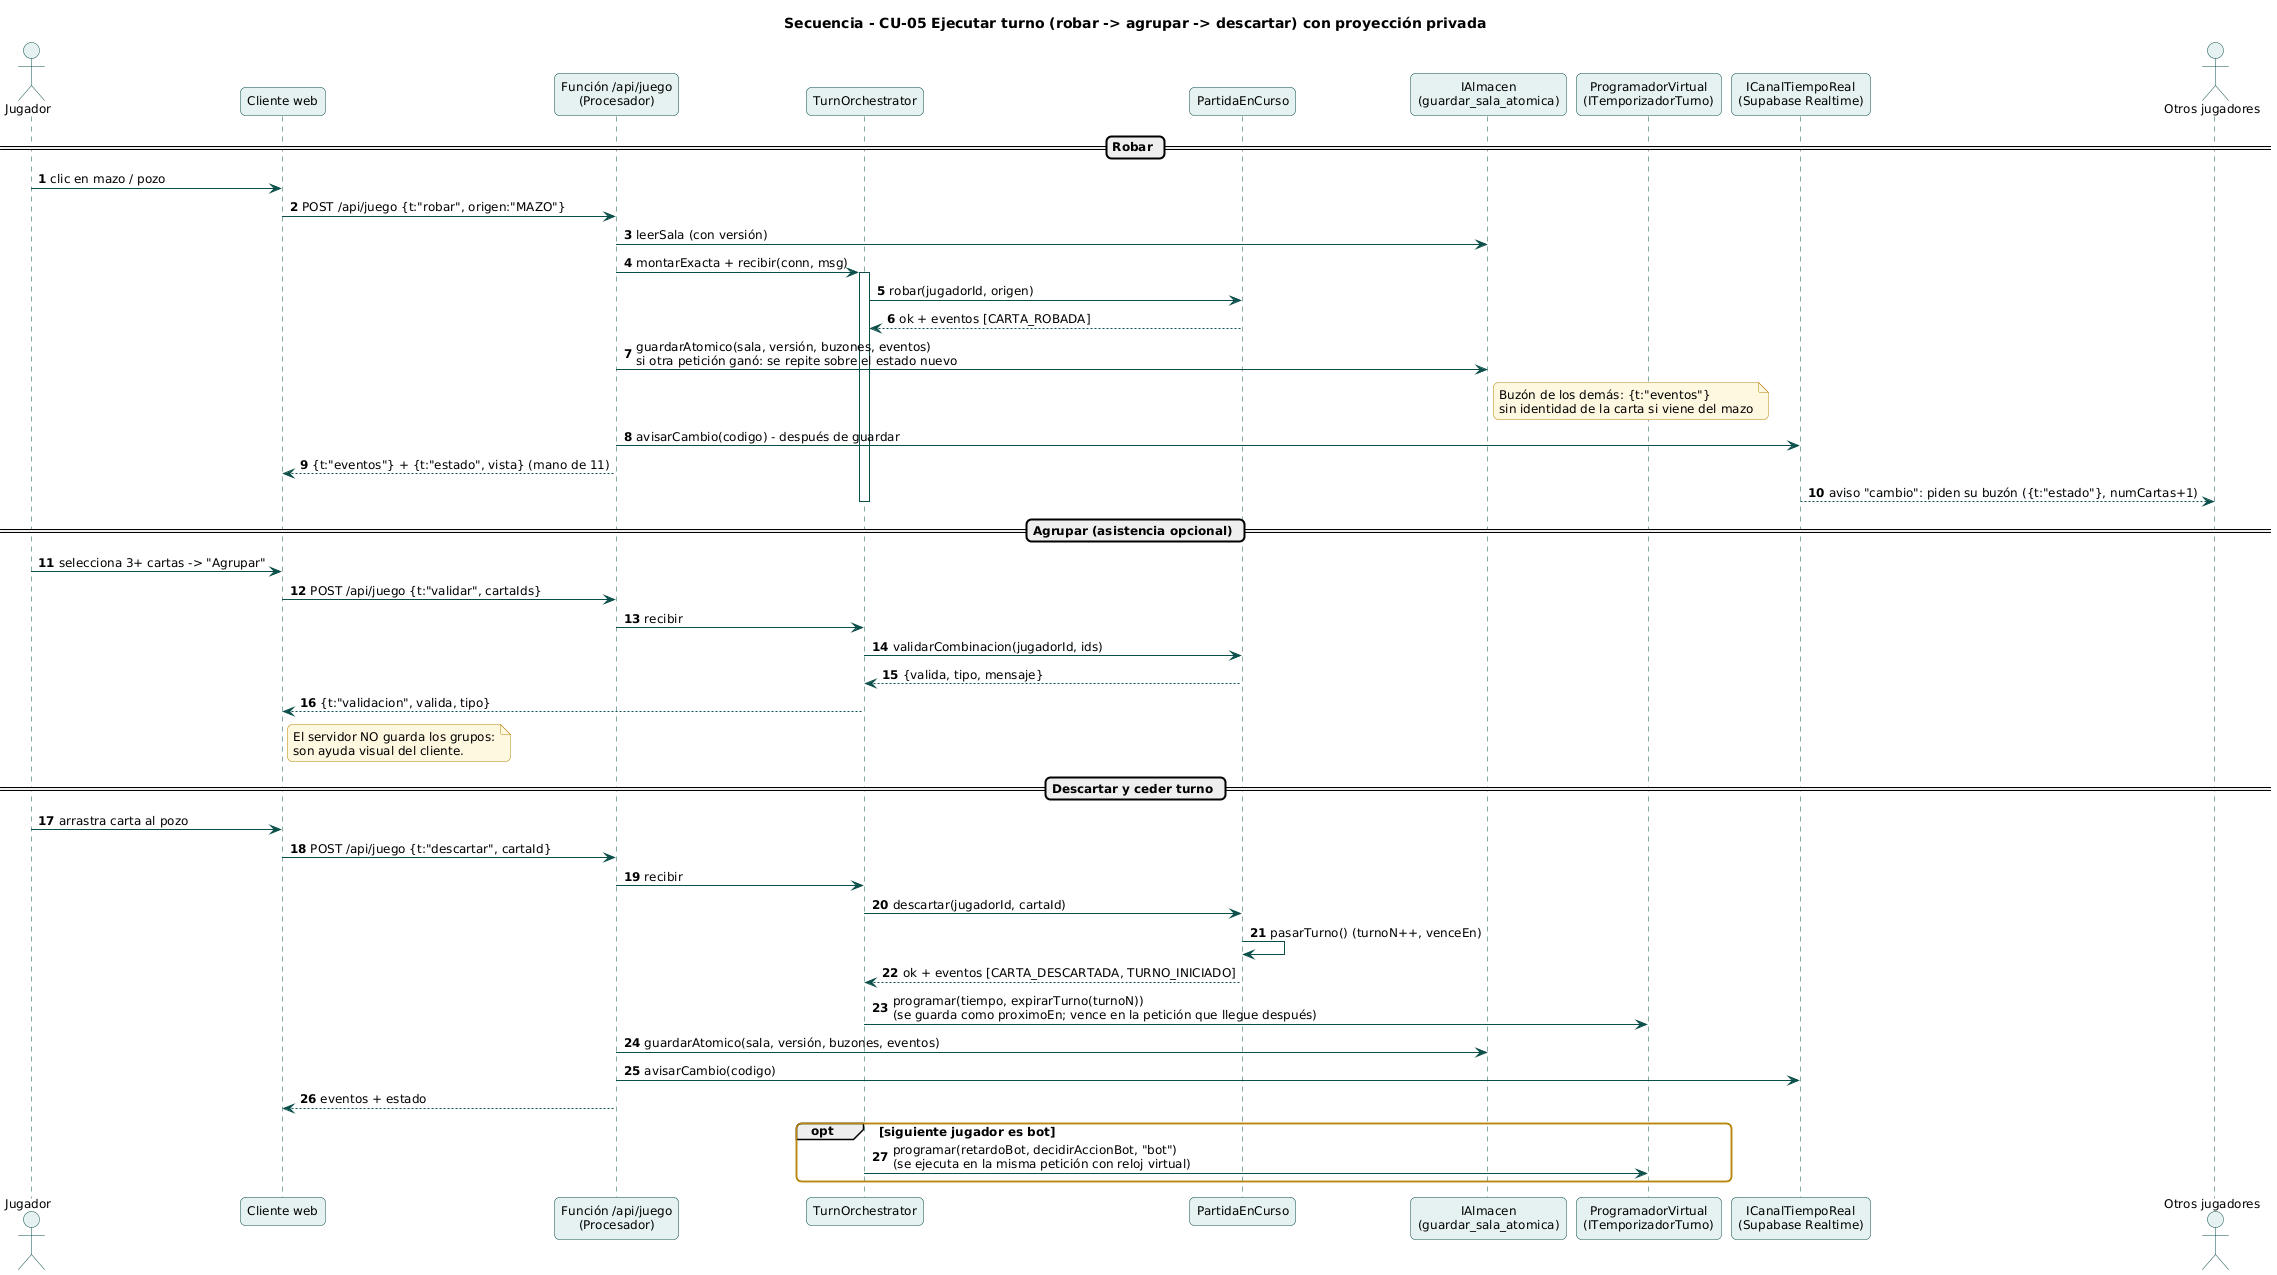 Secuencia - CU-05 Ejecutar turno (robar -> agrupar -> descartar) con proyección privada
Jugador
Cliente web
Función /api/juego
(Procesador)
TurnOrchestrator
PartidaEnCurso
IAlmacen
(guardar_sala_atomica)
ProgramadorVirtual
(ITemporizadorTurno)
ICanalTiempoReal
(Supabase Realtime)
Otros jugadores
Robar
1 clic en mazo / pozo
2 POST /api/juego {t:"robar", origen:"MAZO"}
3 leerSala (con versión)
4 montarExacta + recibir(conn, msg)
5 robar(jugadorId, origen)
6 ok + eventos [CARTA_ROBADA]
7 guardarAtomico(sala, versión, buzones, eventos)
si otra petición ganó: se repite sobre el estado nuevo
Buzón de los demás: {t:"eventos"}
sin identidad de la carta si viene del mazo
8 avisarCambio(codigo) - después de guardar
9 {t:"eventos"} + {t:"estado", vista} (mano de 11)
10 aviso "cambio": piden su buzón ({t:"estado"}, numCartas+1)
Agrupar (asistencia opcional)
11 selecciona 3+ cartas -> "Agrupar"
12 POST /api/juego {t:"validar", cartaIds}
13 recibir
14 validarCombinacion(jugadorId, ids)
15 {valida, tipo, mensaje}
16 {t:"validacion", valida, tipo}
El servidor NO guarda los grupos:
son ayuda visual del cliente.
Descartar y ceder turno
17 arrastra carta al pozo
18 POST /api/juego {t:"descartar", cartaId}
19 recibir
20 descartar(jugadorId, cartaId)
21 pasarTurno() (turnoN++, venceEn)
22 ok + eventos [CARTA_DESCARTADA, TURNO_INICIADO]
23 programar(tiempo, expirarTurno(turnoN))
(se guarda como proximoEn; vence en la petición que llegue después)
24 guardarAtomico(sala, versión, buzones, eventos)
25 avisarCambio(codigo)
26 eventos + estado
opt [siguiente jugador es bot]
27 programar(retardoBot, decidirAccionBot, "bot")
(se ejecuta en la misma petición con reloj virtual)
Jugador
Cliente web
Función /api/juego
(Procesador)
TurnOrchestrator
PartidaEnCurso
IAlmacen
(guardar_sala_atomica)
ProgramadorVirtual
(ITemporizadorTurno)
ICanalTiempoReal
(Supabase Realtime)
Otros jugadores